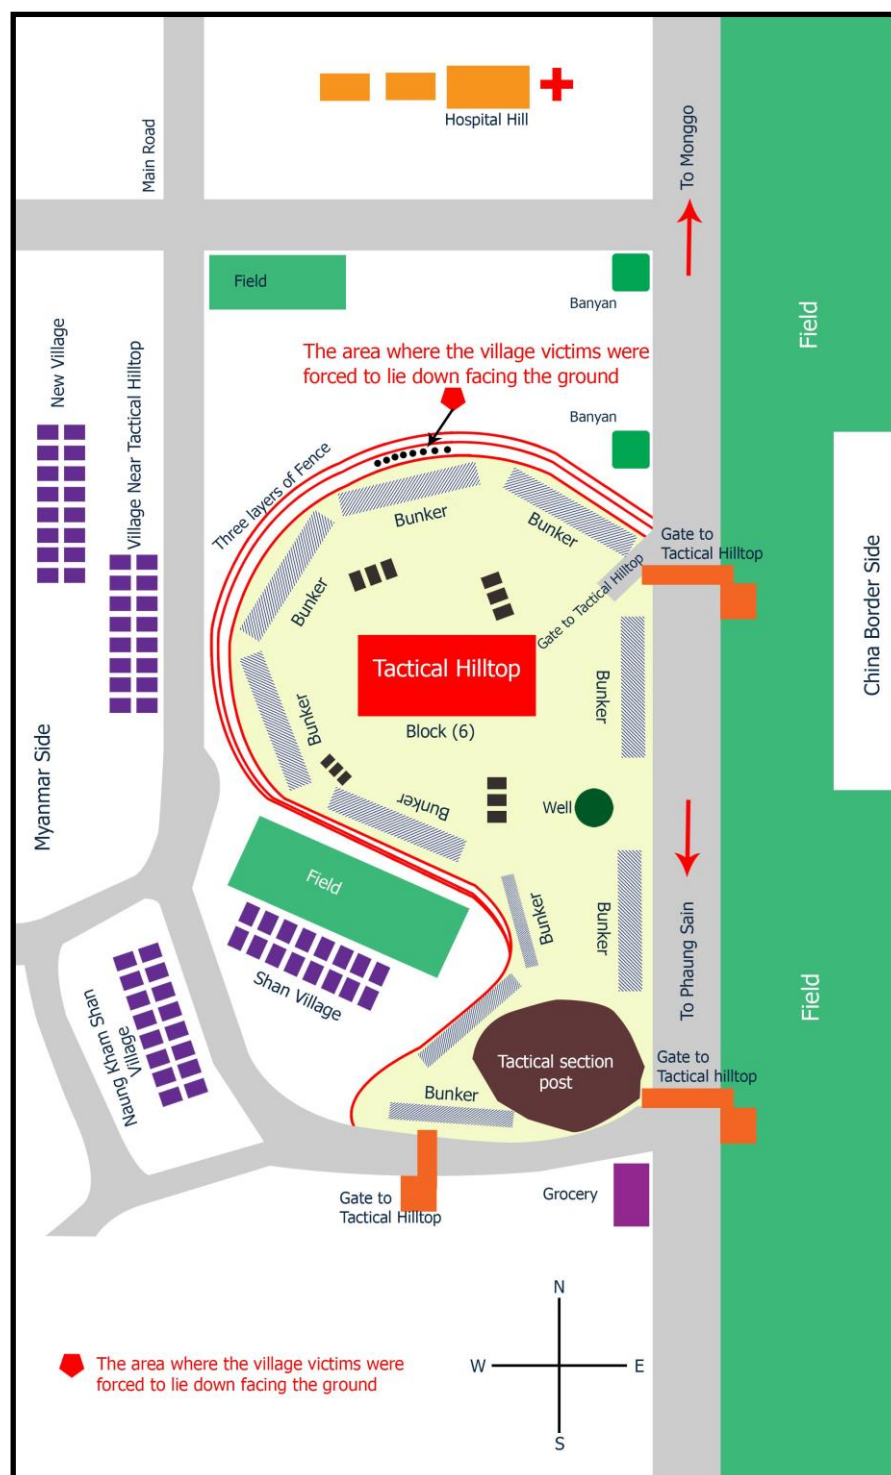 Hospital Hill
Main Road
To Monggo
Field
Banyan
Field
New Village
Village Near Tactical Hilltop
The area where the village victims were
forced to lie down facing the ground
Banyan
Three layers of Fence
Bunker
Bunker
Gate to
Tactical Hilltop
Gate to Tactical Hilltop
Bunker
China Border Side
Tactical Hilltop
Block (6)
Bunker
Bunker
Myanmar Side
Bunker
Well
Field
Bunker
Bunker
To Phaung Sain
Shan Village
Field
Naung Kham Shan
Village
Tactical section
post
Gate to
Tactical hilltop
Bunker
Gate to
Tactical Hilltop
Grocery
N
W
E
S
The area where the village victims were
forced to lie down facing the ground